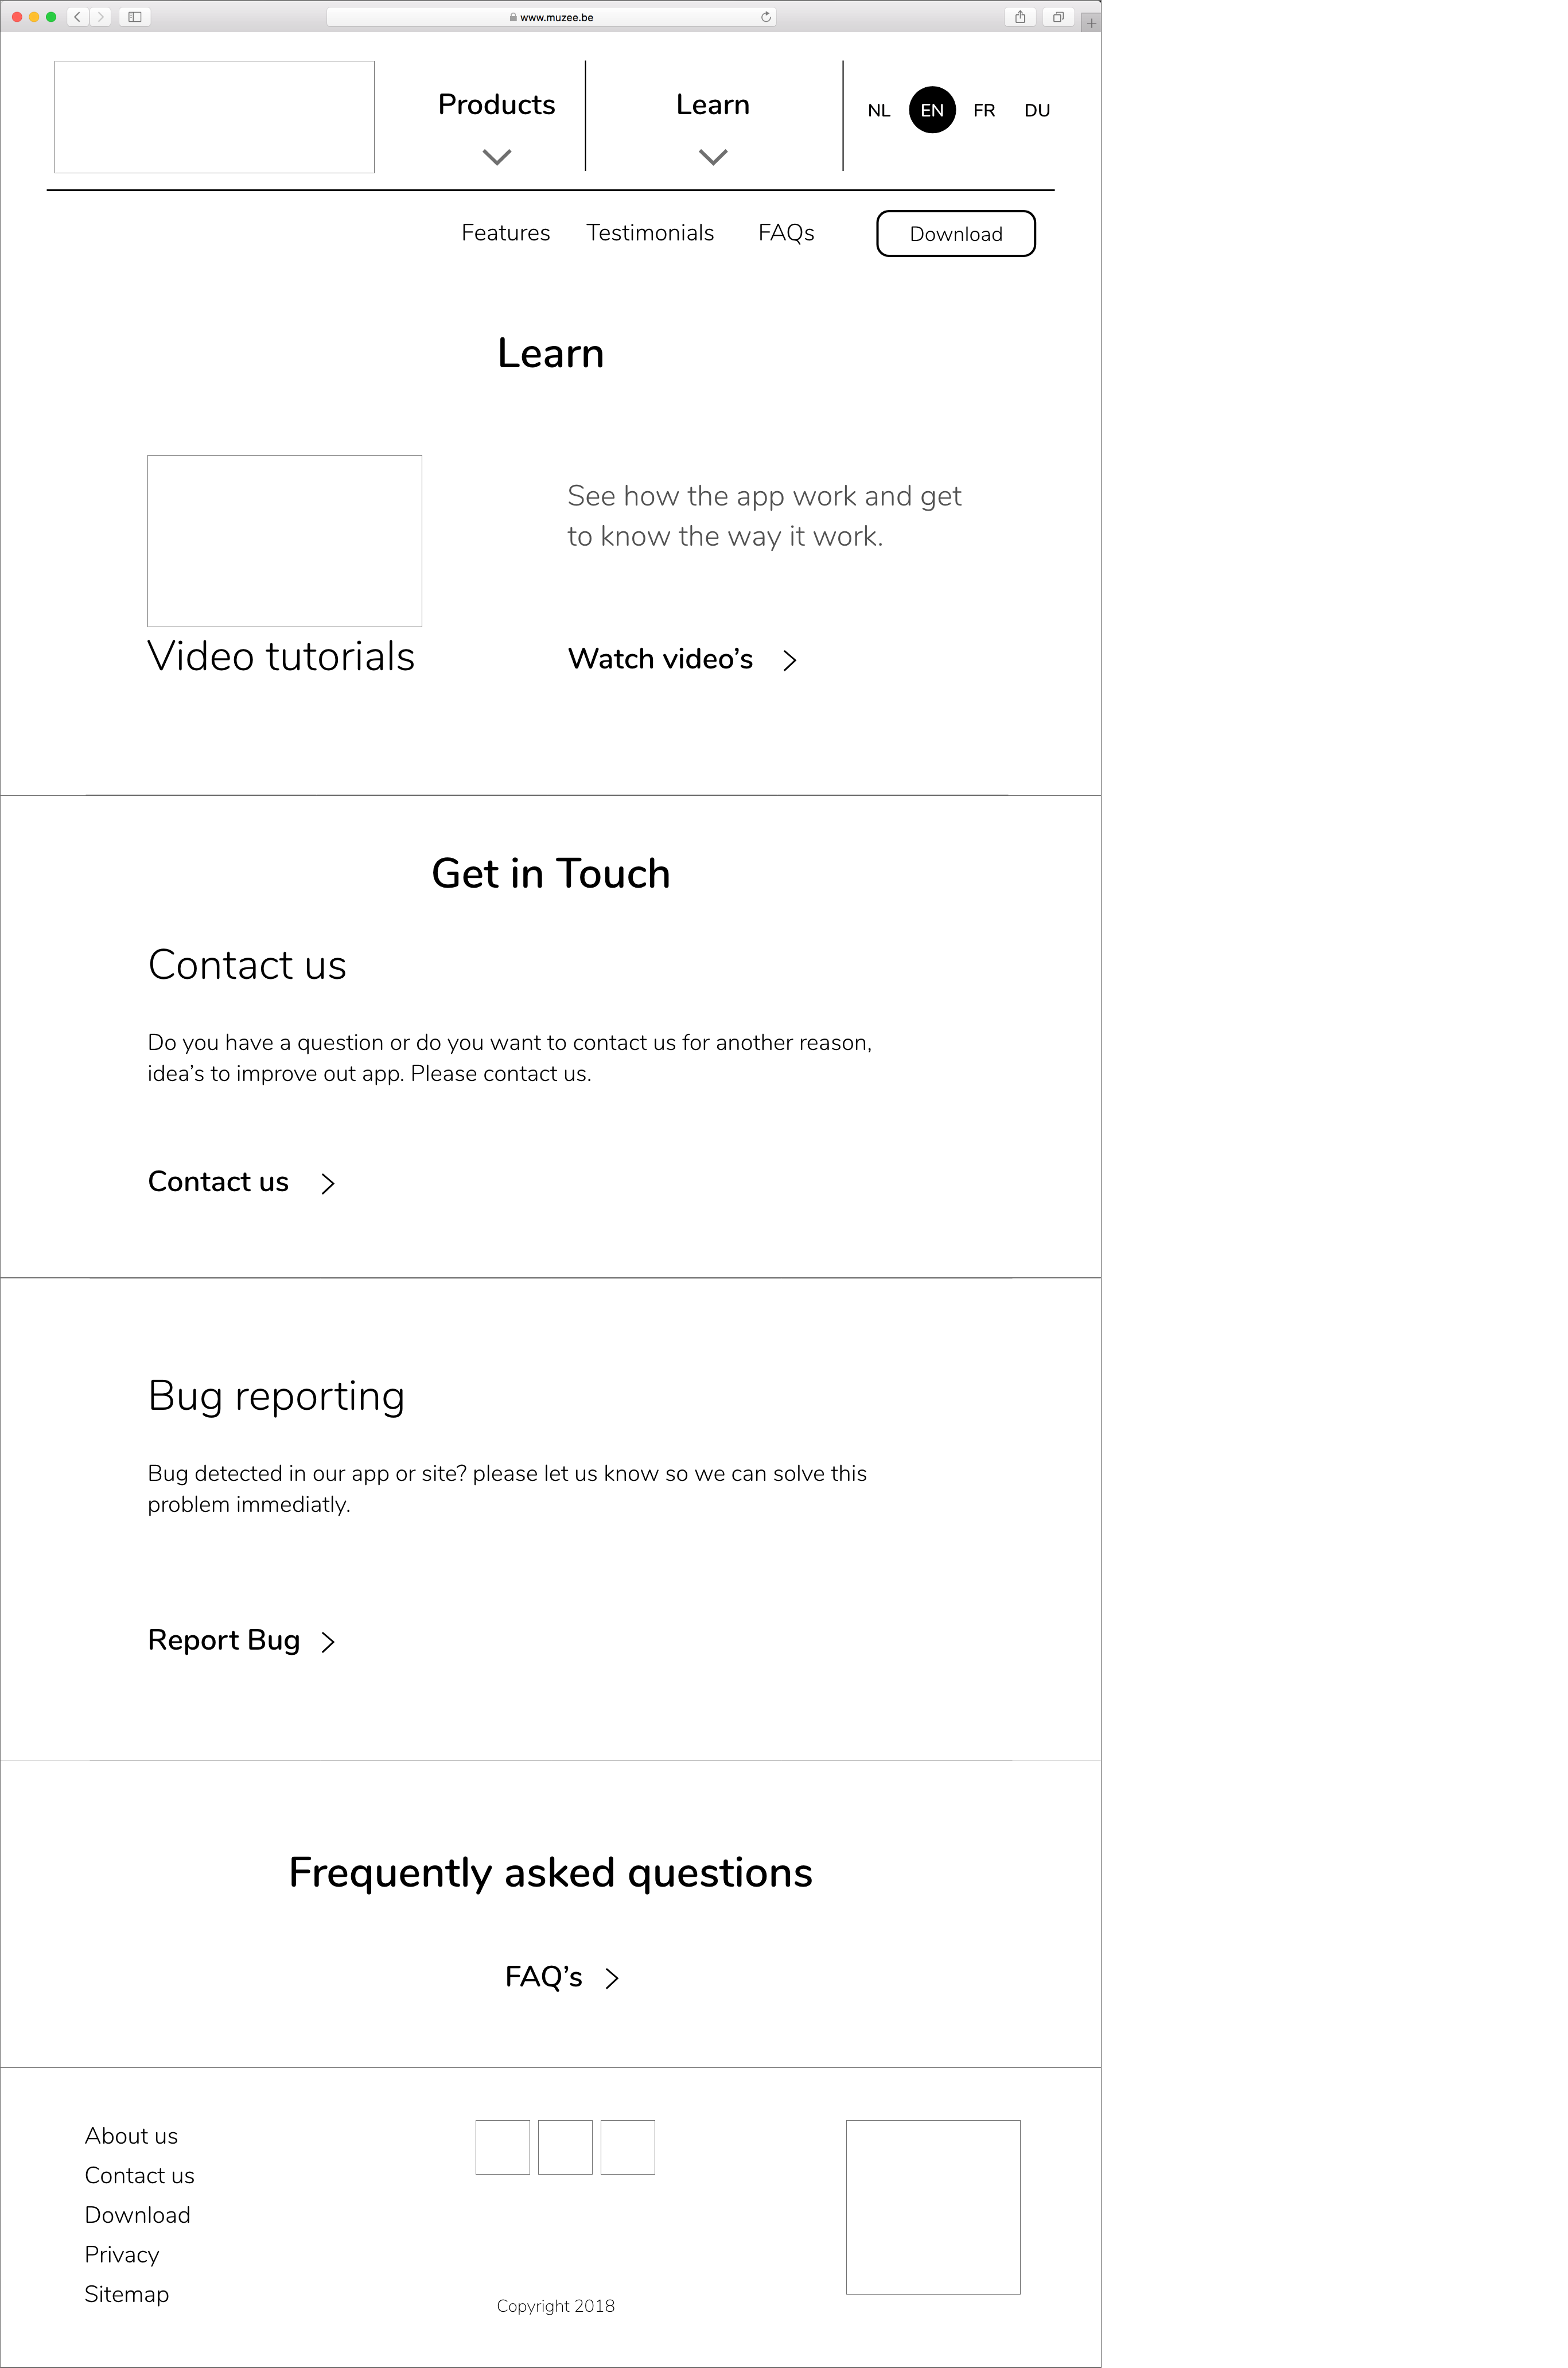 www.muzee.be
Products
Learn
NL EN FR DU
Features Testimonials FAQs Download
Learn
See how the app work and get
to know the way it work.
Video tutorials
Watch video’s
Get in Touch
Contact us
Do you have a question or do you want to contact us for another reason,
idea’s to improve out app. Please contact us.
Contact us
Bug reporting
Bug detected in our app or site? please let us know so we can solve this
problem immediatly.
Report Bug
Frequently asked questions
FAQ’s
About us
Contact us
Download
Privacy
Sitemap
Copyright 2018